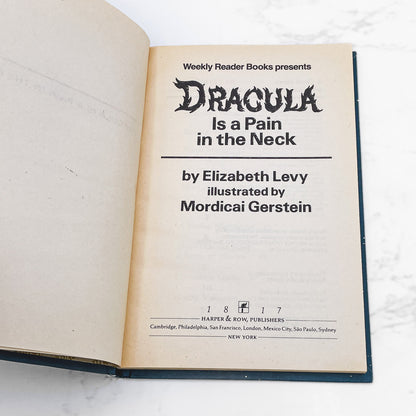 Weekly Reader Books presents
DRACULA
Is a Pain
in the Neck
by Elizabeth Levy
illustrated by
Mordicai Gerstein
1817
HARPER & ROW, PUBLISHERS
Cambridge, Philadelphia, San Francisco, London, Mexico City, São Paulo, Sydney
NEW YORK